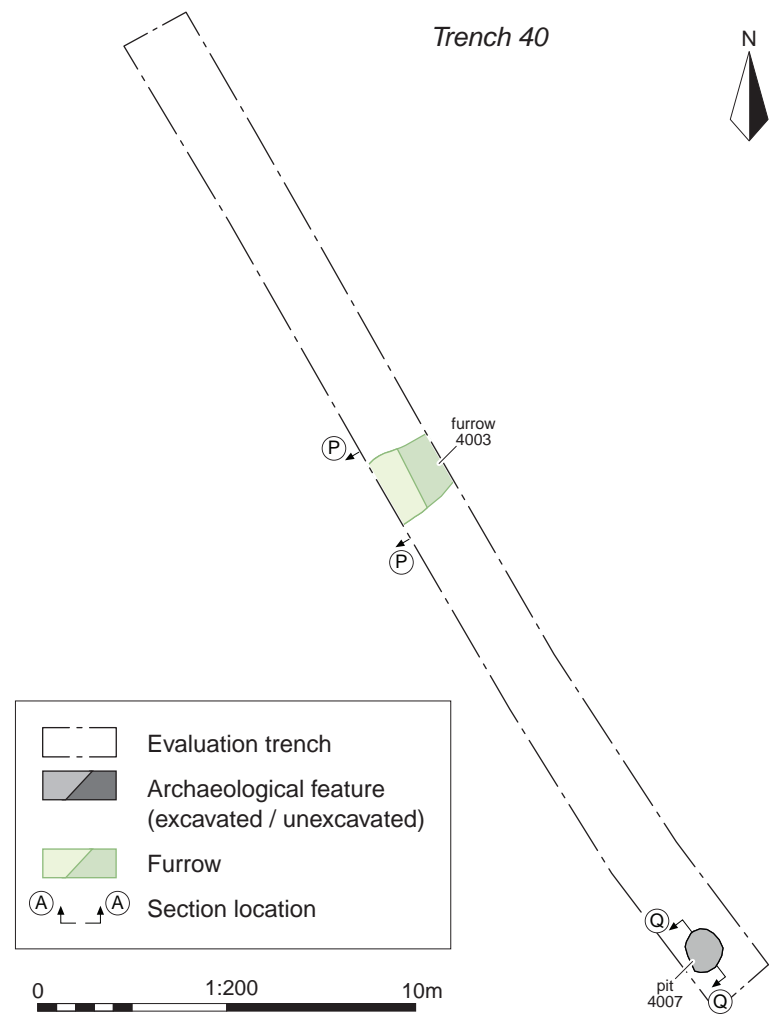 Trench 40
N
furrow
4003
P
P
Evaluation trench
Archaeological feature
(excavated / unexcavated)
Furrow
A A Section location
Q
pit
4007
Q
0 1:200 10m